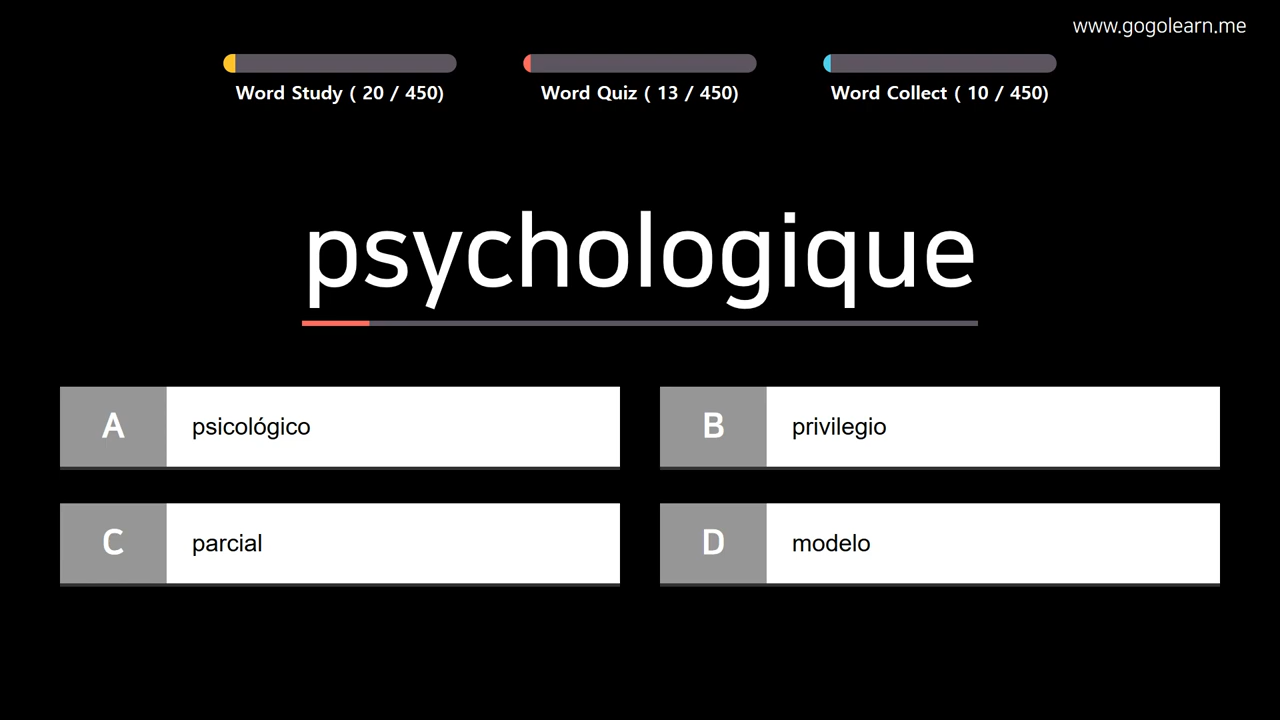 www.gogolearn.me
Word Study ( 20 / 450)
Word Quiz ( 13 / 450)
Word Collect ( 10 / 450)
psychologique
A psicológico
B privilegio
C parcial
D modelo